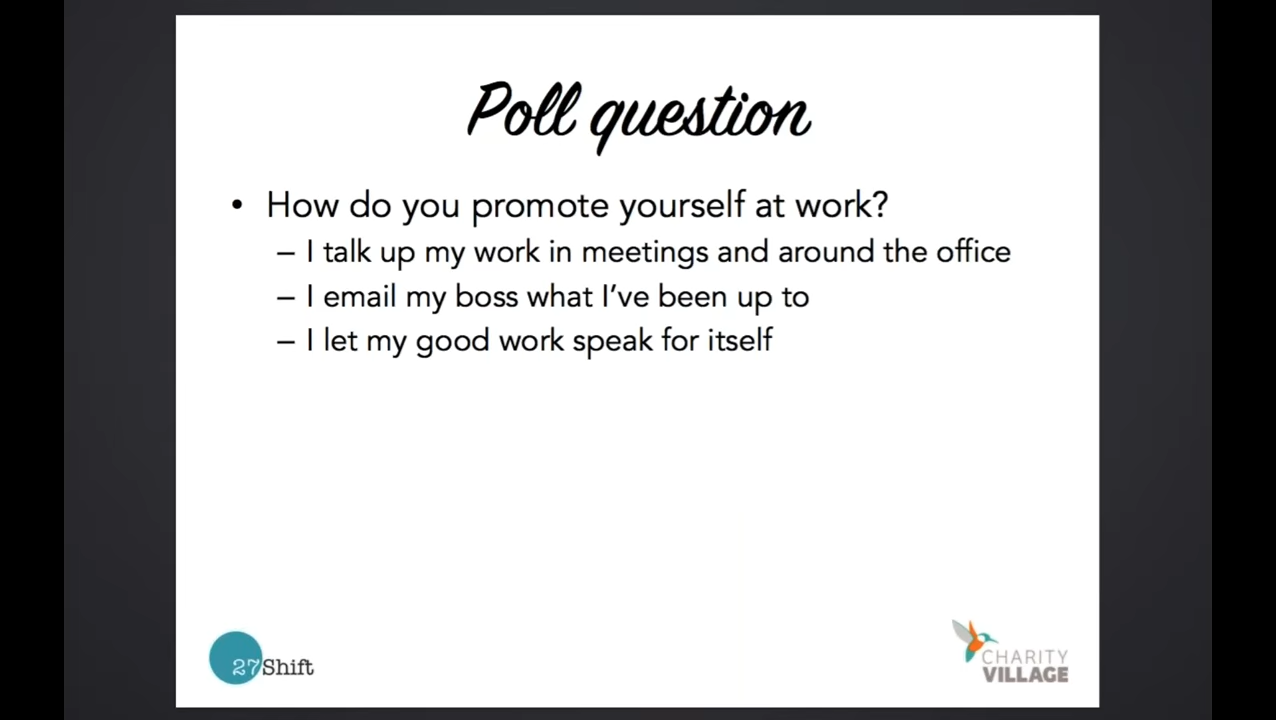 Poll question
• How do you promote yourself at work?
– I talk up my work in meetings and around the office
– I email my boss what I've been up to
– I let my good work speak for itself
27Shift
CHARITY
VILLAGE